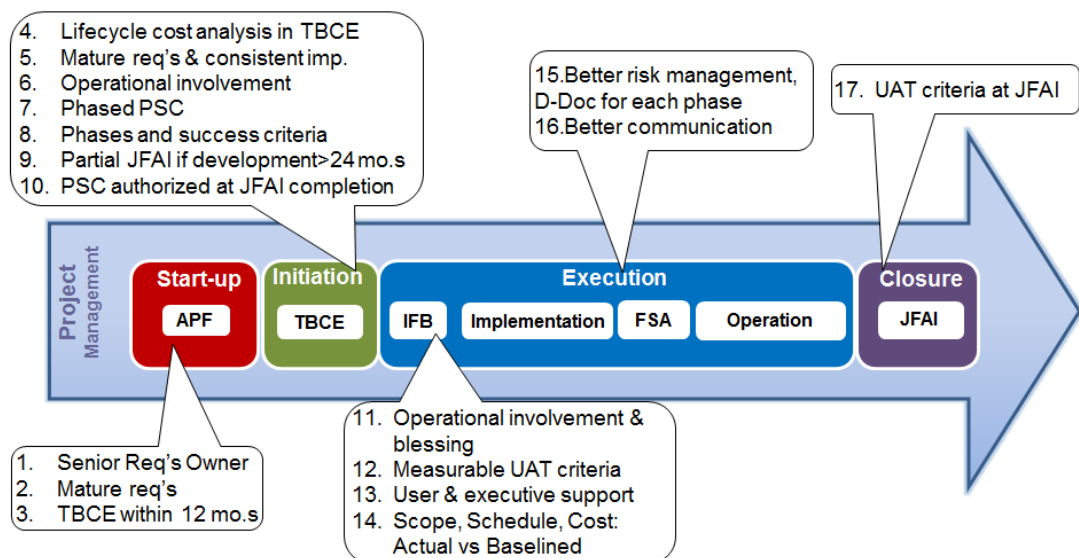 4. Lifecycle cost analysis in TBCE
5. Mature req's & consistent imp.
6. Operational involvement
7. Phased PSC
8. Phases and success criteria
9. Partial JFAI if development>24 mo.s
10. PSC authorized at JFAI completion
15.Better risk management,
D-Doc for each phase
16.Better communication
17. UAT criteria at JFAI
Project
Management
Start-up
APF
Initiation
TBCE
Execution
IFB
Implementation
FSA
Operation
Closure
JFAI
1. Senior Req's Owner
2. Mature req's
3. TBCE within 12 mo.s
11. Operational involvement &
blessing
12. Measurable UAT criteria
13. User & executive support
14. Scope, Schedule, Cost:
Actual vs Baselined